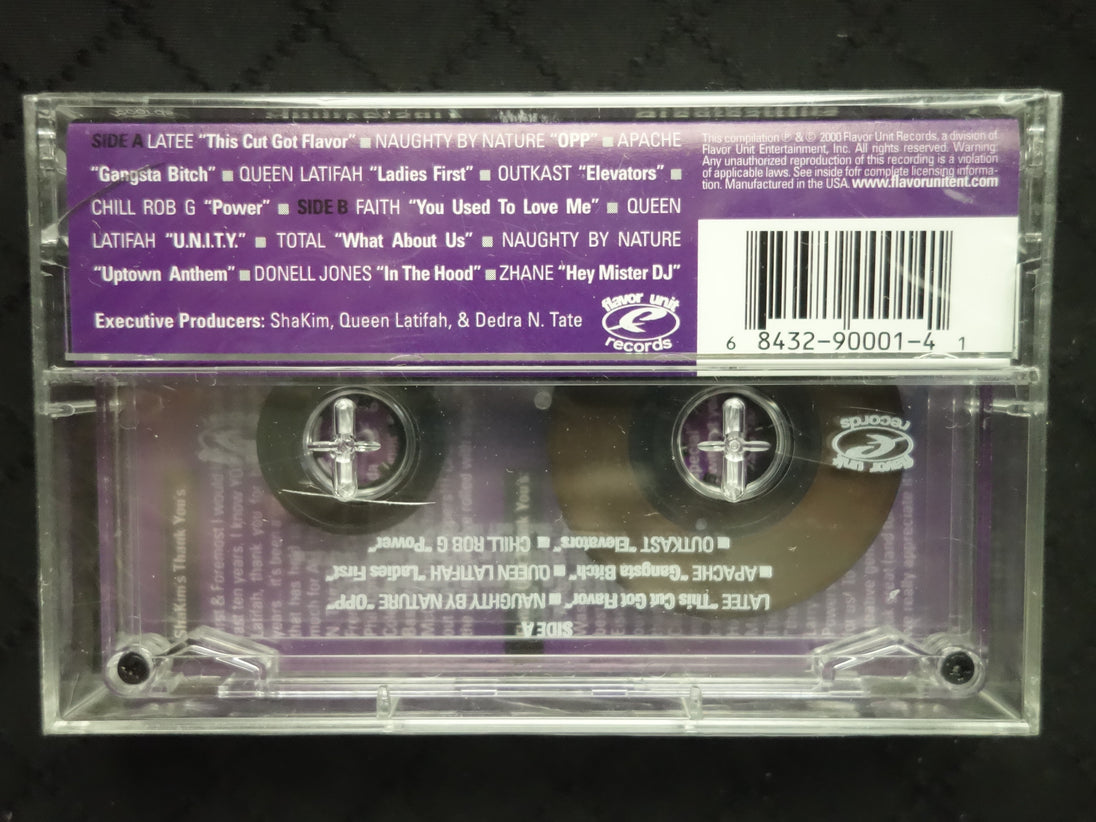 SIDE A LATEE “This Cut Got Flavor” ■ NAUGHTY BY NATURE “OPP” ■ APACHE
“Gangsta Bitch” ■ QUEEN LATIFAH “Ladies First” ■ OUTKAST “Elevators” ■
CHILL ROB G “Power” ■ SIDE B FAITH “You Used To Love Me” ■ QUEEN
LATIFAH “U.N.I.T.Y.” ■ TOTAL “What About Us” ■ NAUGHTY BY NATURE
“Uptown Anthem” ■ DONELL JONES “In The Hood” ■ ZHANE “Hey Mister DJ”
Executive Producers: ShaKim, Queen Latifah, & Dedra N. Tate
flavor unit
records
This compilation ℗ & © 2000 Flavor Unit Records, a division of
Flavor Unit Entertainment, Inc. All rights reserved. Warning:
Any unauthorized reproduction of this recording is a violation
of applicable laws. See inside fofr complete licensing informa-
tion. Manufactured in the USA. www.flavorunitent.com
6 8432-90001-4 1
flavor unit
records
SIDE A
LATEE “This Cut Got Flavor” ■ NAUGHTY BY NATURE “OPP”
■ APACHE “Gangsta Bitch” ■ QUEEN LATIFAH “Ladies First”
■ OUTKAST “Elevators” ■ CHILL ROB G “Power”
ShaKim's Thank You's